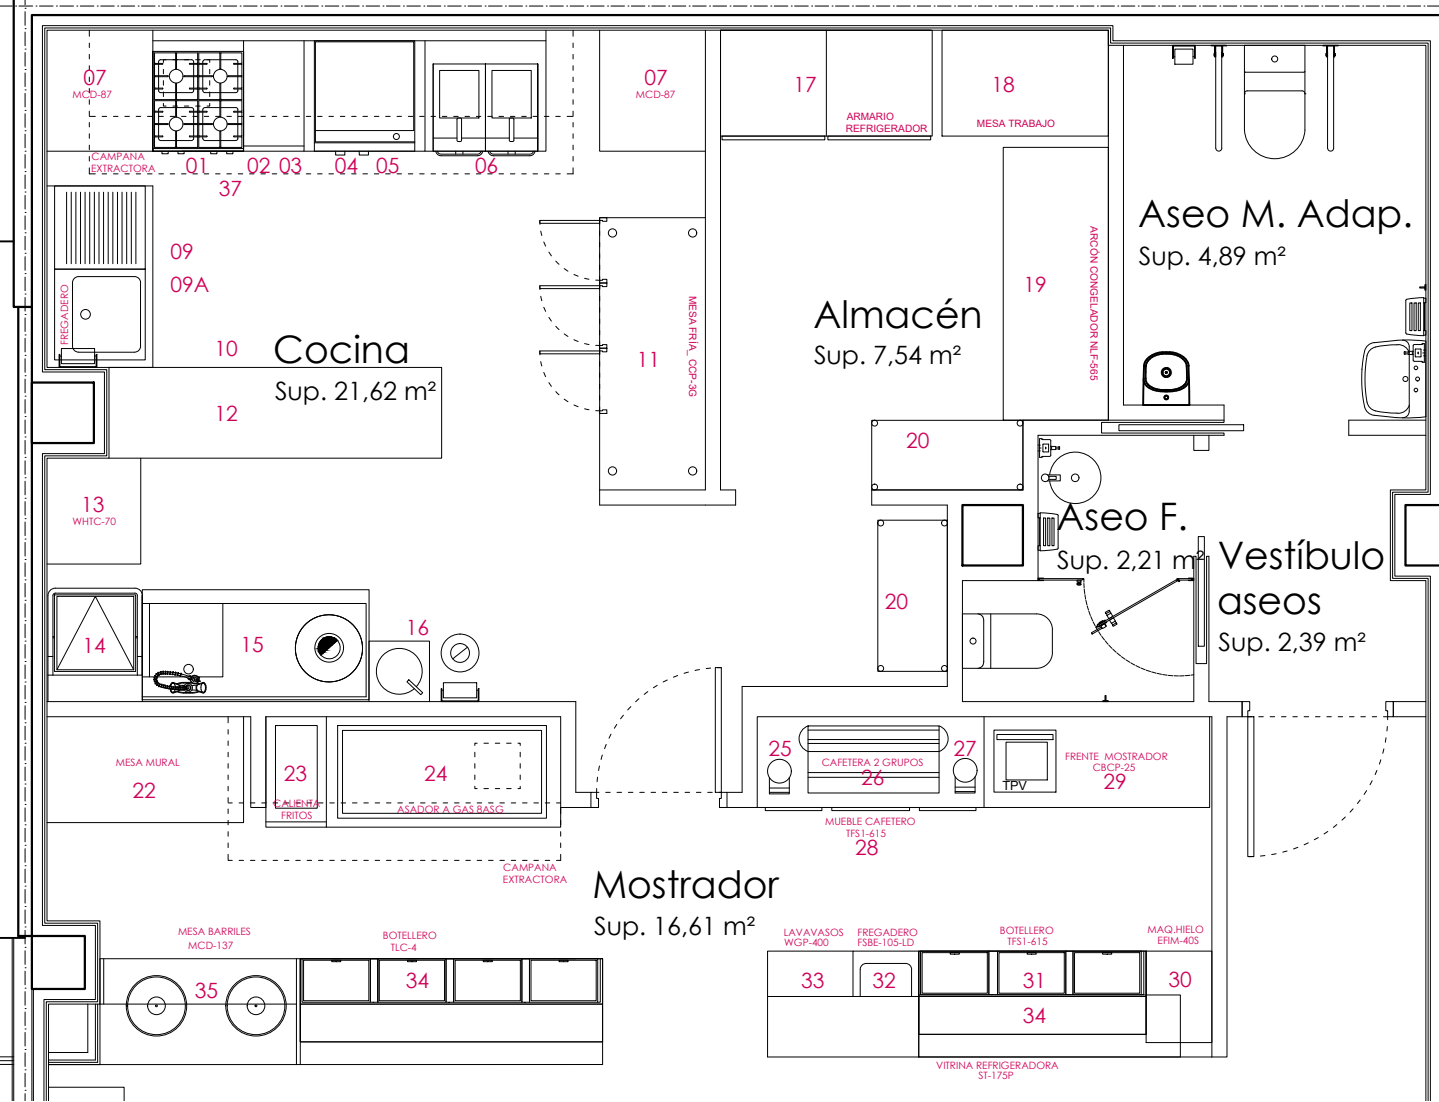 07
MCD-87
07
MCD-87
17
ARMARIO
REFRIGERADOR
18
MESA TRABAJO
CAMPANA
EXTRACTORA
01
02 03
04
05
06
37
09
09A
FREGADERO
10
Cocina
Sup. 21,62 m²
12
11
MESA FRÍA_ CCP-3G
Almacén
Sup. 7,54 m²
19
ARCÓN CONGELADOR NLF-565
Aseo M. Adap.
Sup. 4,89 m²
20
13
WHTC-70
Aseo F.
Sup. 2,21 m²
Vestíbulo
aseos
Sup. 2,39 m²
20
14
15
16
MESA MURAL
22
23
CALIENTA
FRITOS
24
ASADOR A GAS 8ASG
CAMPANA
EXTRACTORA
25
CAFETERA 2 GRUPOS
26
27
TPV
FRENTE MOSTRADOR
CBCP-25
29
MUEBLE CAFETERO
TFS1-615
28
Mostrador
Sup. 16,61 m²
MESA BARRILES
MCD-137
35
BOTELLERO
TLC-4
34
LAVAVASOS
WGP-400
33
FREGADERO
FSBE-105-LD
32
BOTELLERO
TFS1-615
31
34
MAQ.HIELO
EFIM-40S
30
VITRINA REFRIGERADORA
ST-175P